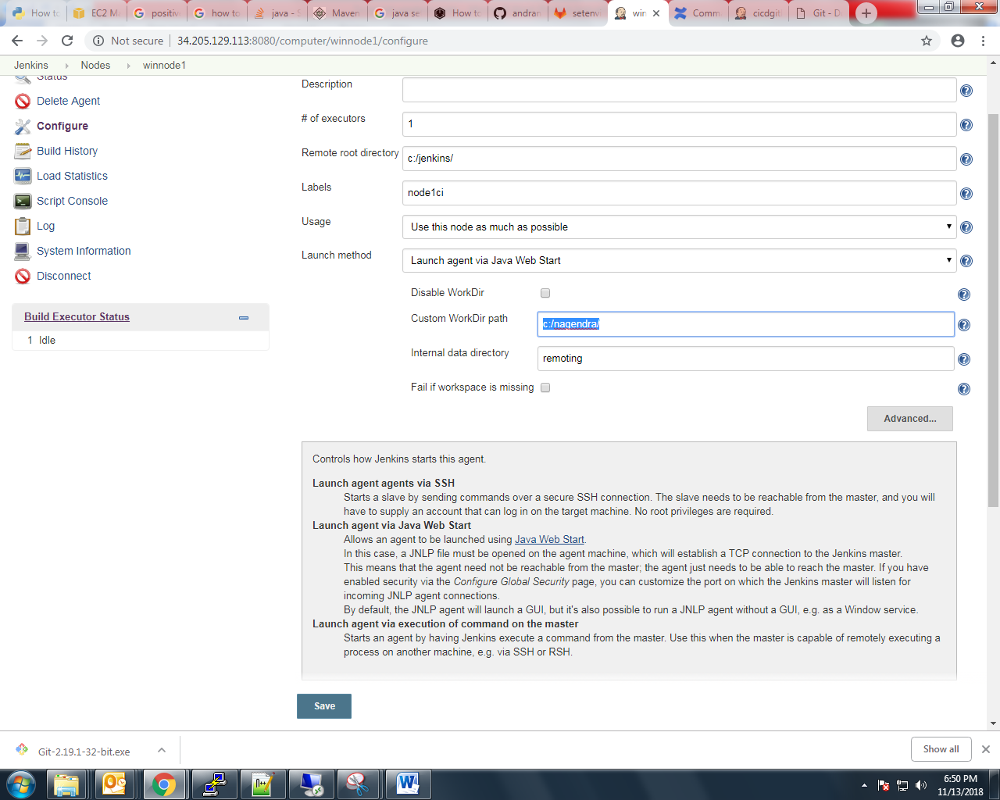 How to
EC2 M
positive
how to
java - S
Maven
java se
How to
andran
setenv
win
Comm
cicdgit
Git - D
Not secure
34.205.129.113:8080/computer/winnode1/configure
Jenkins
Nodes
winnode1
Status
Delete Agent
Configure
Build History
Load Statistics
Script Console
Log
System Information
Disconnect
Build Executor Status
1 Idle
Description
# of executors
1
Remote root directory
c:/jenkins/
Labels
node1ci
Usage
Use this node as much as possible
Launch method
Launch agent via Java Web Start
Disable WorkDir
Custom WorkDir path
c:/nagendra/
Internal data directory
remoting
Fail if workspace is missing
Advanced...
Controls how Jenkins starts this agent.
Launch agent agents via SSH
Starts a slave by sending commands over a secure SSH connection. The slave needs to be reachable from the master, and you will
have to supply an account that can log in on the target machine. No root privileges are required.
Launch agent via Java Web Start
Allows an agent to be launched using Java Web Start.
In this case, a JNLP file must be opened on the agent machine, which will establish a TCP connection to the Jenkins master.
This means that the agent need not be reachable from the master; the agent just needs to be able to reach the master. If you have
enabled security via the Configure Global Security page, you can customize the port on which the Jenkins master will listen for
incoming JNLP agent connections.
By default, the JNLP agent will launch a GUI, but it's also possible to run a JNLP agent without a GUI, e.g. as a Window service.
Launch agent via execution of command on the master
Starts an agent by having Jenkins execute a command from the master. Use this when the master is capable of remotely executing a
process on another machine, e.g. via SSH or RSH.
Save
Git-2.19.1-32-bit.exe
Show all
6:50 PM
11/13/2018